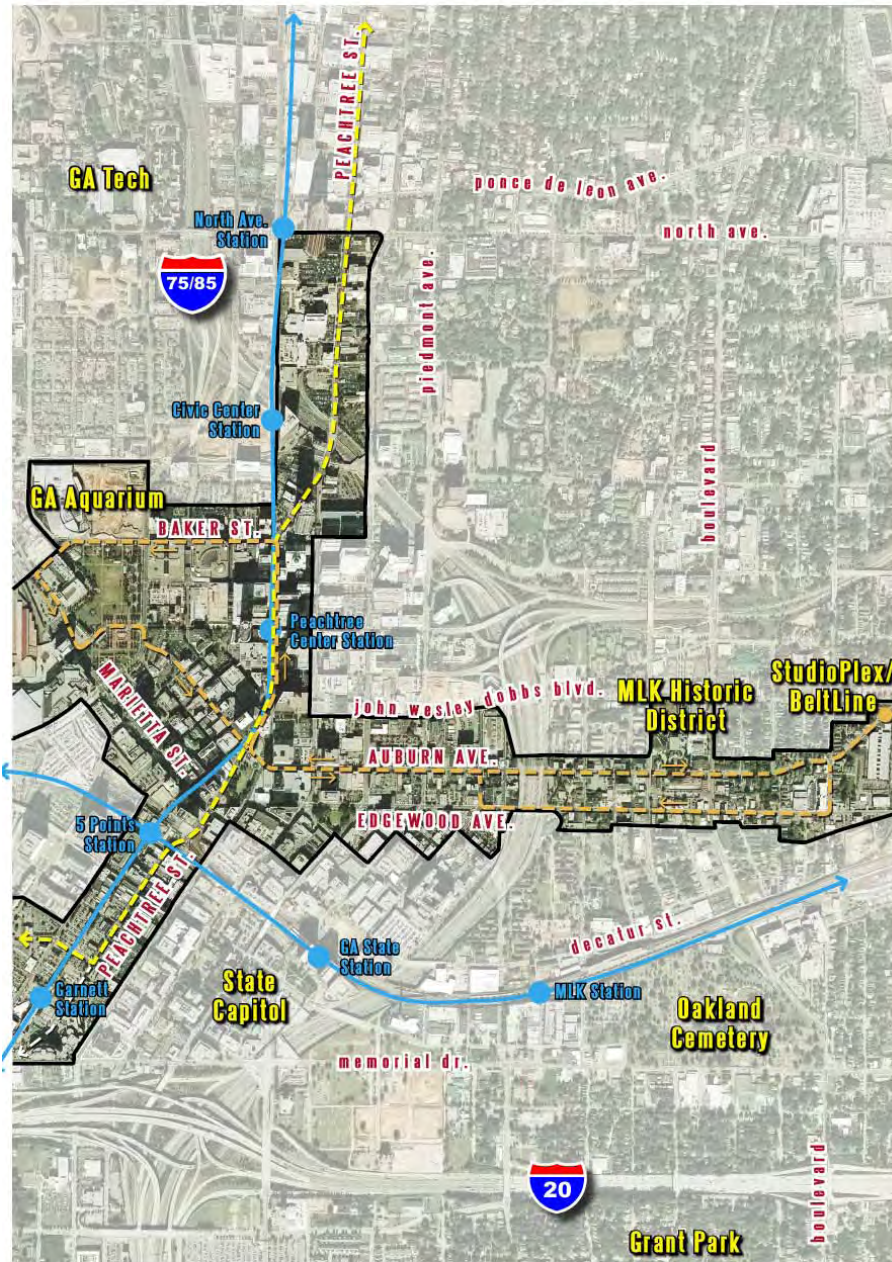 PEACHTREE ST.
GA Tech
ponce de leon ave.
North Ave.
Station
north ave.
75/85
piedmont ave.
Civic Center
Station
boulevard
GA Aquarium
BAKER ST.
Peachtree
Center Station
MARIETTA ST.
john wesley dobbs blvd.
MLK Historic
District
StudioPlex/
BeltLine
AUBURN AVE.
EDGEWOOD AVE.
5 Points
Station
PEACHTREE ST.
decatur st.
GA State
Station
State
Capitol
Garnett
Station
MLK Station
Oakland
Cemetery
memorial dr.
20
boulevard
Grant Park